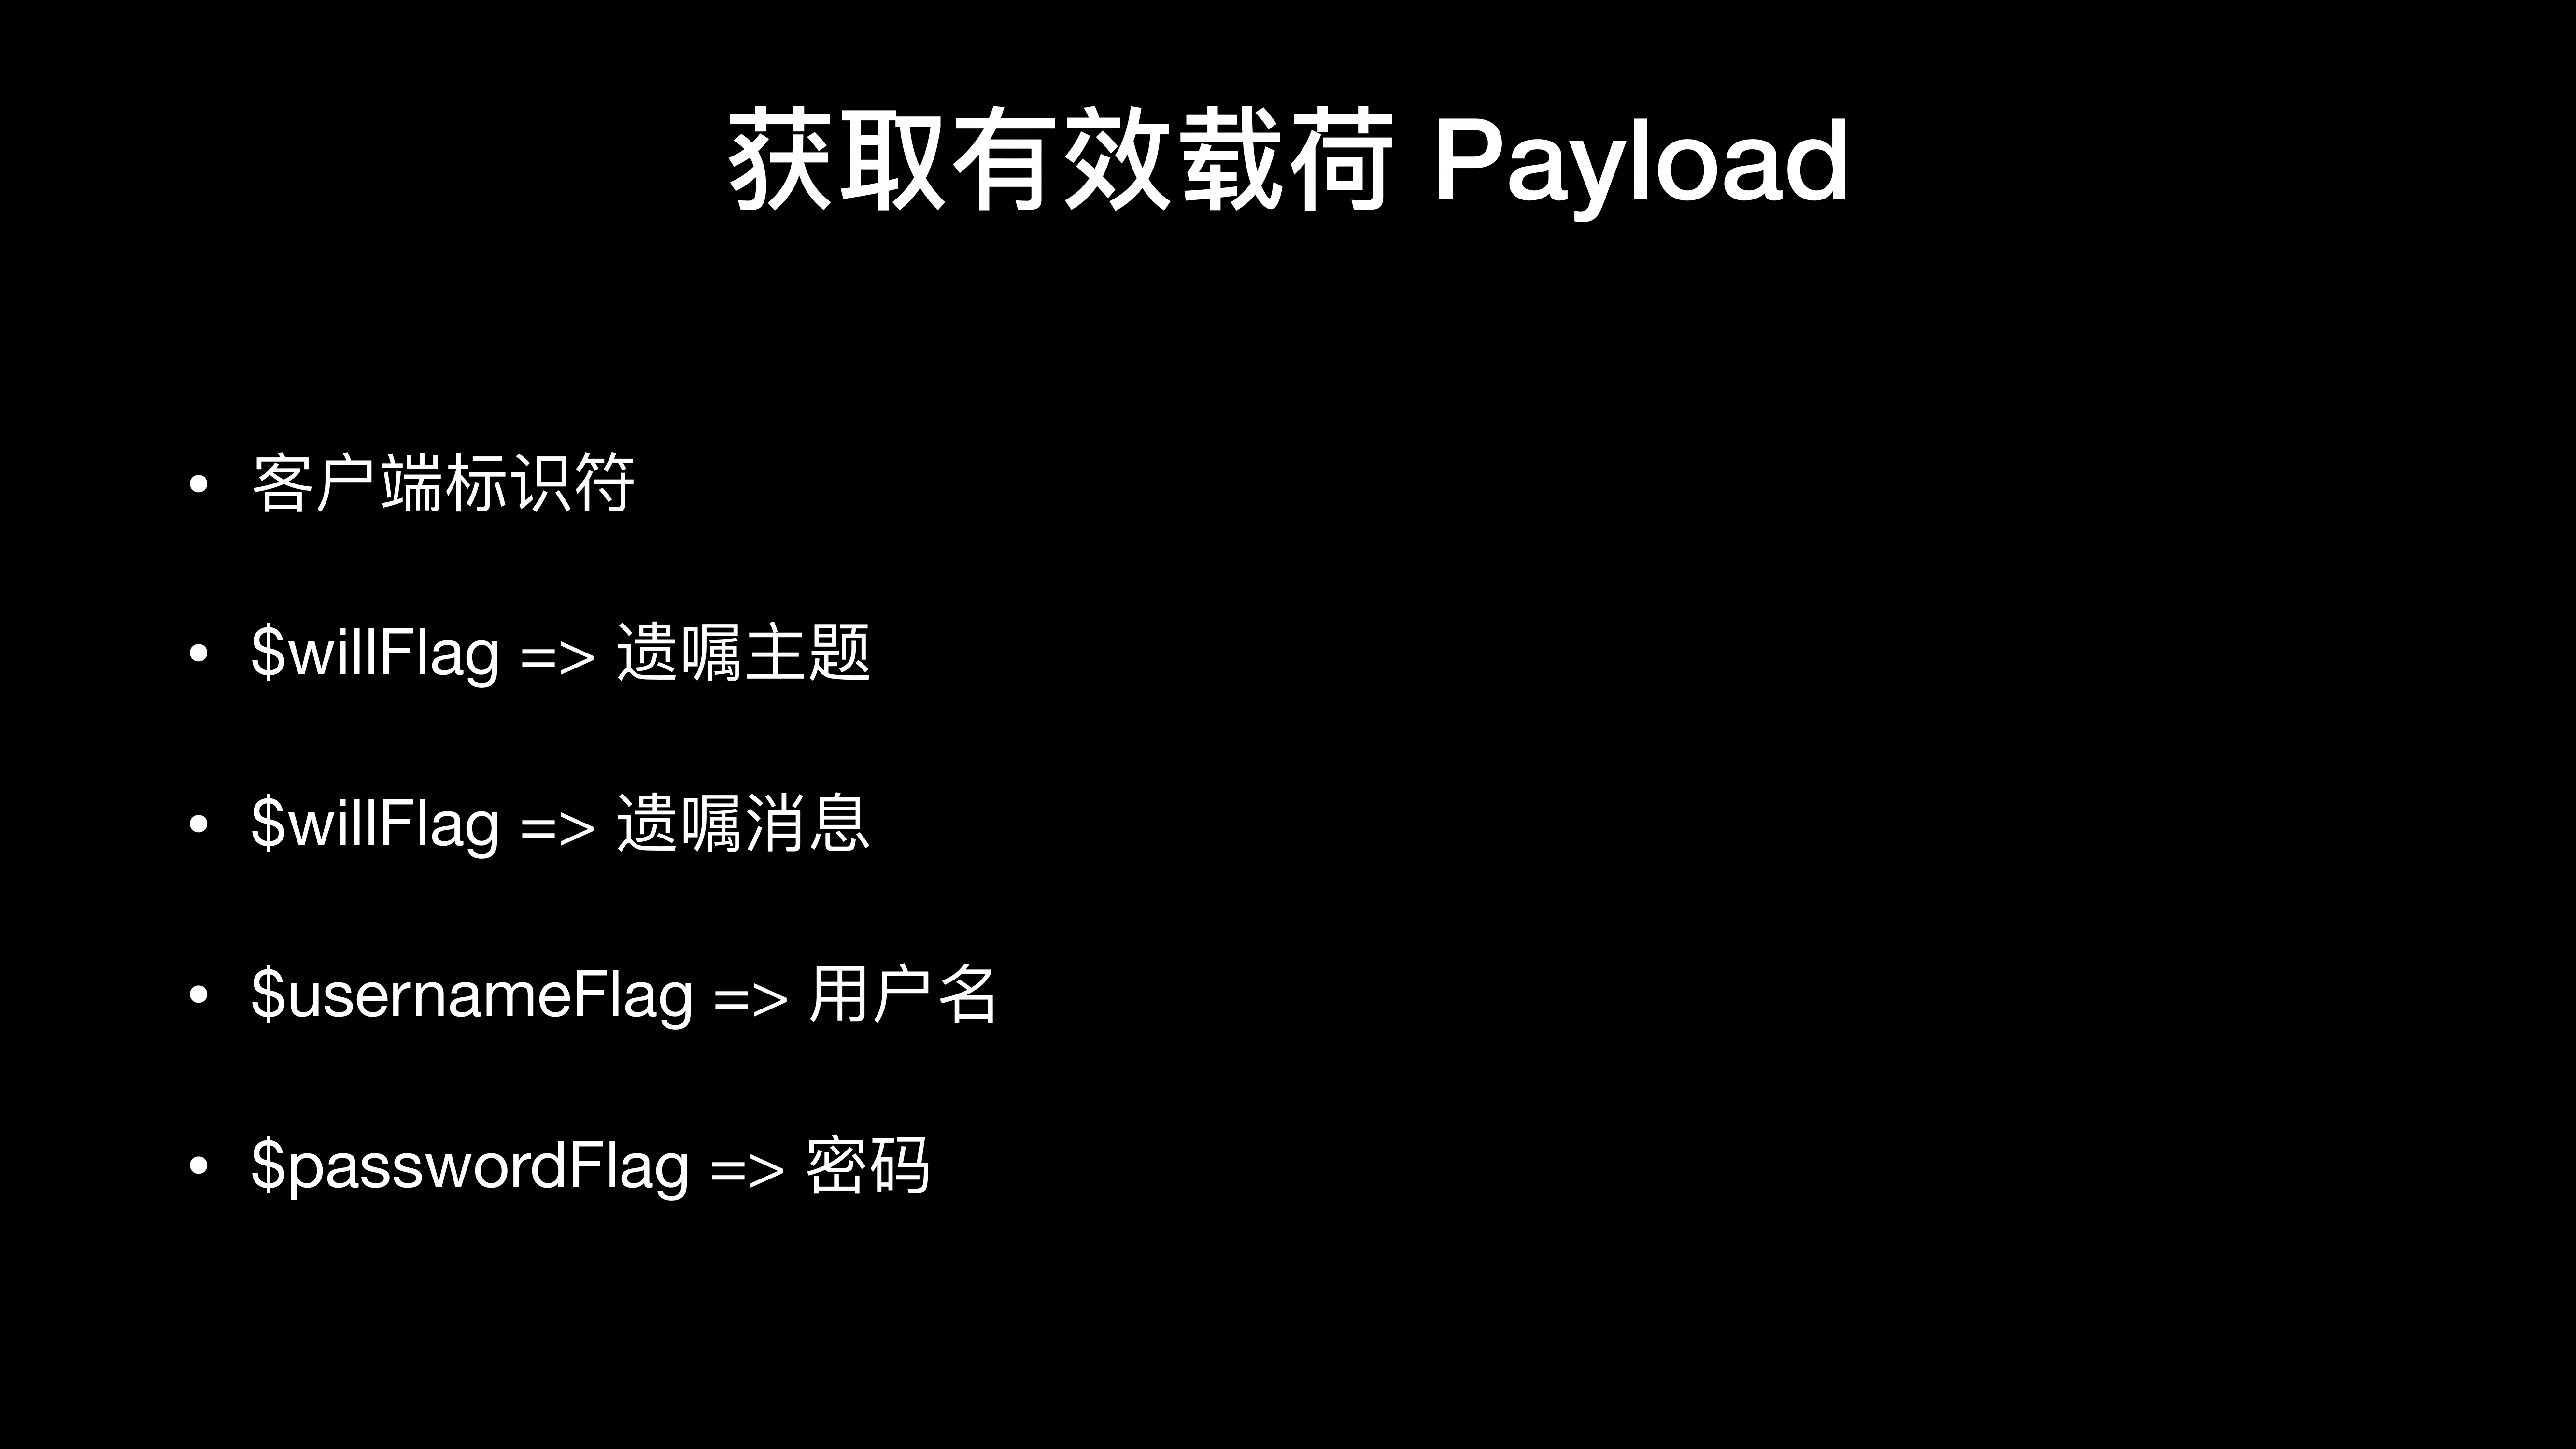 获取有效载荷 Payload
• 客户端标识符
• $willFlag => 遗嘱主题
• $willFlag => 遗嘱消息
• $usernameFlag => 用户名
• $passwordFlag => 密码